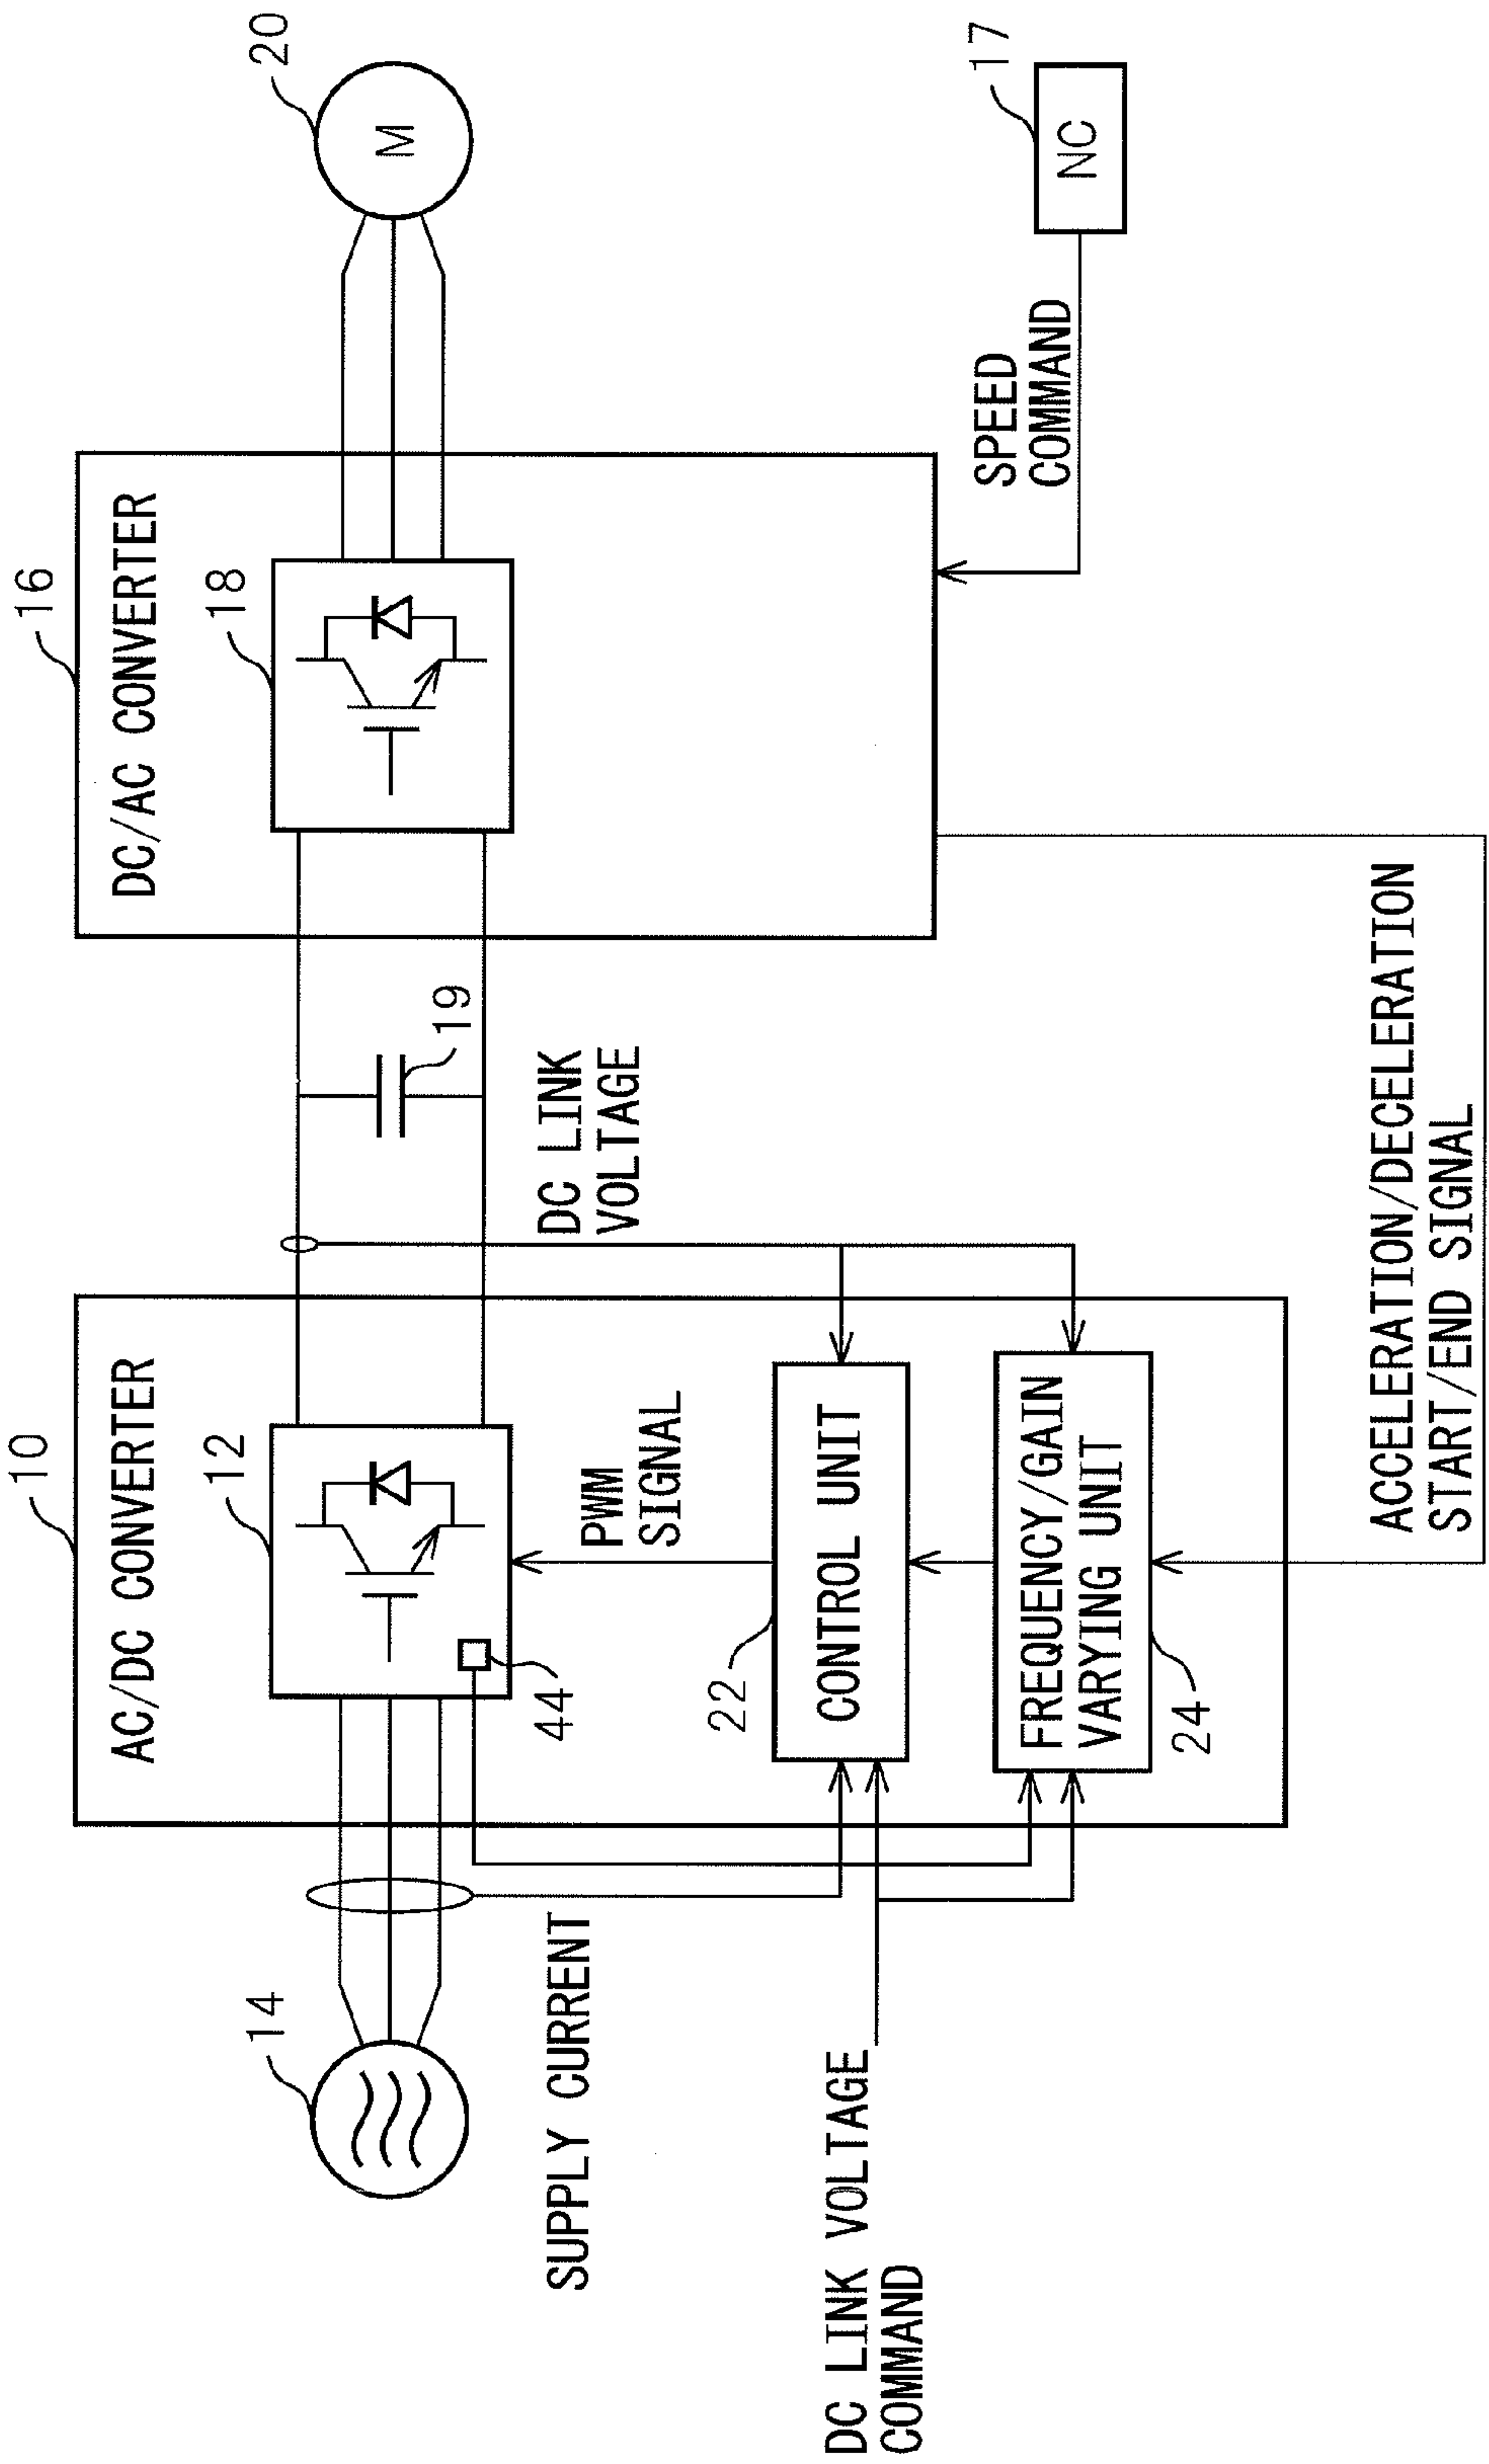 10
AC/DC CONVERTER
12
14
44
SUPPLY CURRENT
PWM
SIGNAL
22
CONTROL UNIT
DC LINK VOLTAGE
COMMAND
FREQUENCY/GAIN
VARYING UNIT
24
DC LINK
VOLTAGE
19
16
DC/AC CONVERTER
18
20
M
SPEED
COMMAND
17
NC
ACCELERATION/DECELERATION
START/END SIGNAL